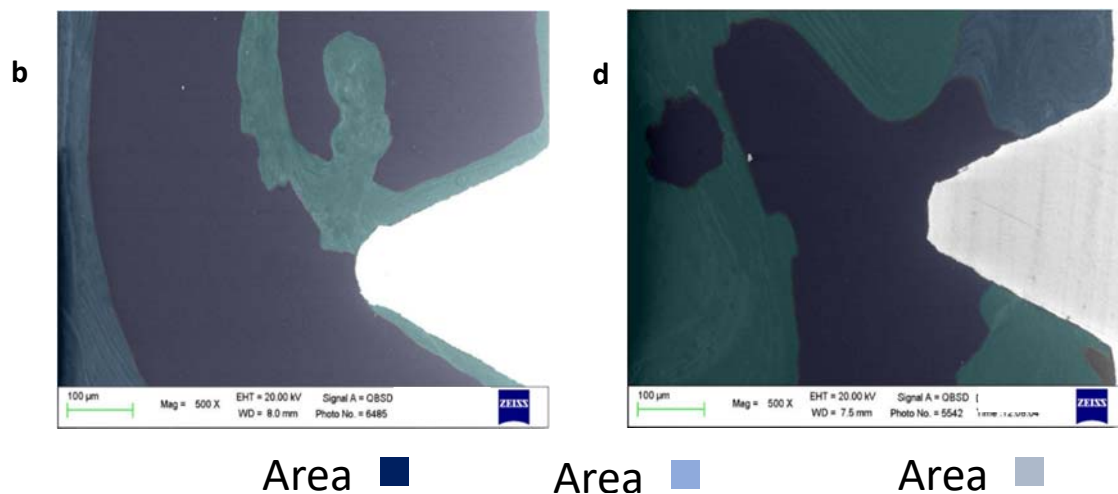 b
d
100 µm
Mag = 500 X
EHT = 20.00 kV
WD = 8.0 mm
Signal A = QBSD
Photo No. = 6485
ZEISS
100 µm
Mag = 500 X
EHT = 20.00 kV
WD = 7.5 mm
Signal A = QBSD
Photo No. = 5542
ZEISS
Area
Area
Area